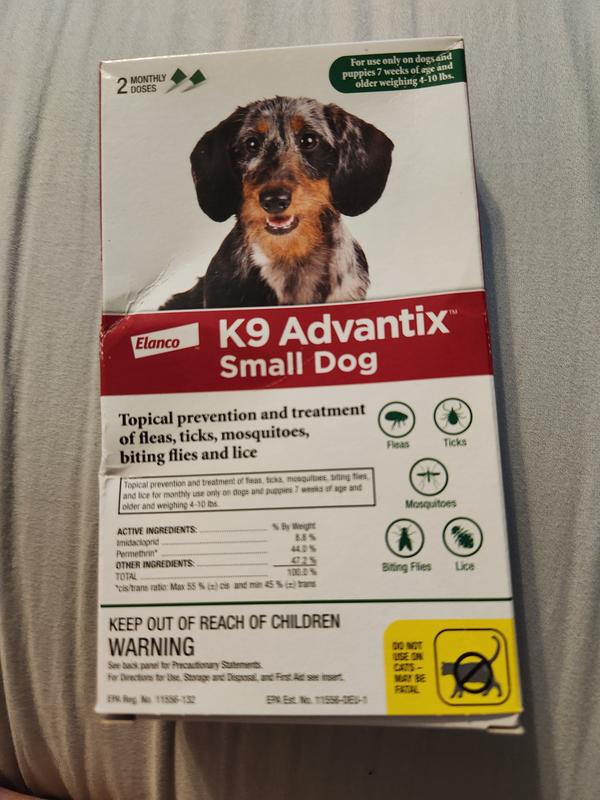 2 MONTHLY
DOSES
For use only on dogs and
puppies 7 weeks of age and
older weighing 4-10 lbs.
Elanco
K9 Advantix™
Small Dog
Topical prevention and treatment
of fleas, ticks, mosquitoes,
biting flies and lice
Fleas
Ticks
Topical prevention and treatment of fleas, ticks, mosquitoes, biting flies,
and lice for monthly use only on dogs and puppies 7 weeks of age and
older and weighing 4-10 lbs.
Mosquitoes
ACTIVE INGREDIENTS: % By Weight
Imidacloprid 8.8 %
Permethrin* 44.0 %
OTHER INGREDIENTS: 47.2 %
TOTAL 100.0 %
*cis/trans ratio: Max 55 % (±) cis and min 45 % (±) trans
Biting Flies
Lice
KEEP OUT OF REACH OF CHILDREN
WARNING
See back panel for Precautionary Statements.
For Directions for Use, Storage and Disposal, and First Aid see insert.
EPA Reg. No. 11556-132
EPA Est. No. 11556-DEU-1
DO NOT
USE ON
CATS –
MAY BE
FATAL